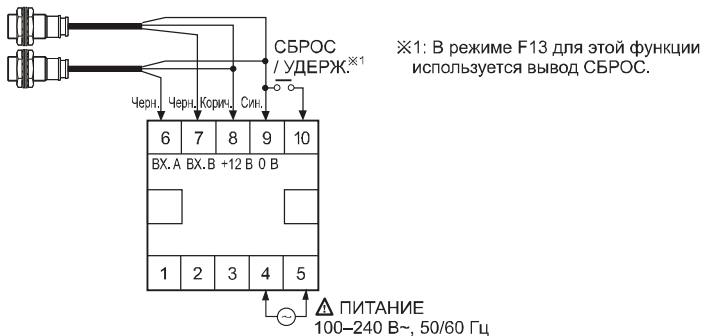 СБРОС
/ УДЕРЖ.※1
※1: В режиме F13 для этой функции
используется вывод СБРОС.
Черн. Черн. Корич. Син.
6 7 8 9 10
ВХ. А ВХ. В +12 В 0 В
1 2 3 4 5
⚠ ПИТАНИЕ
100–240 В~, 50/60 Гц